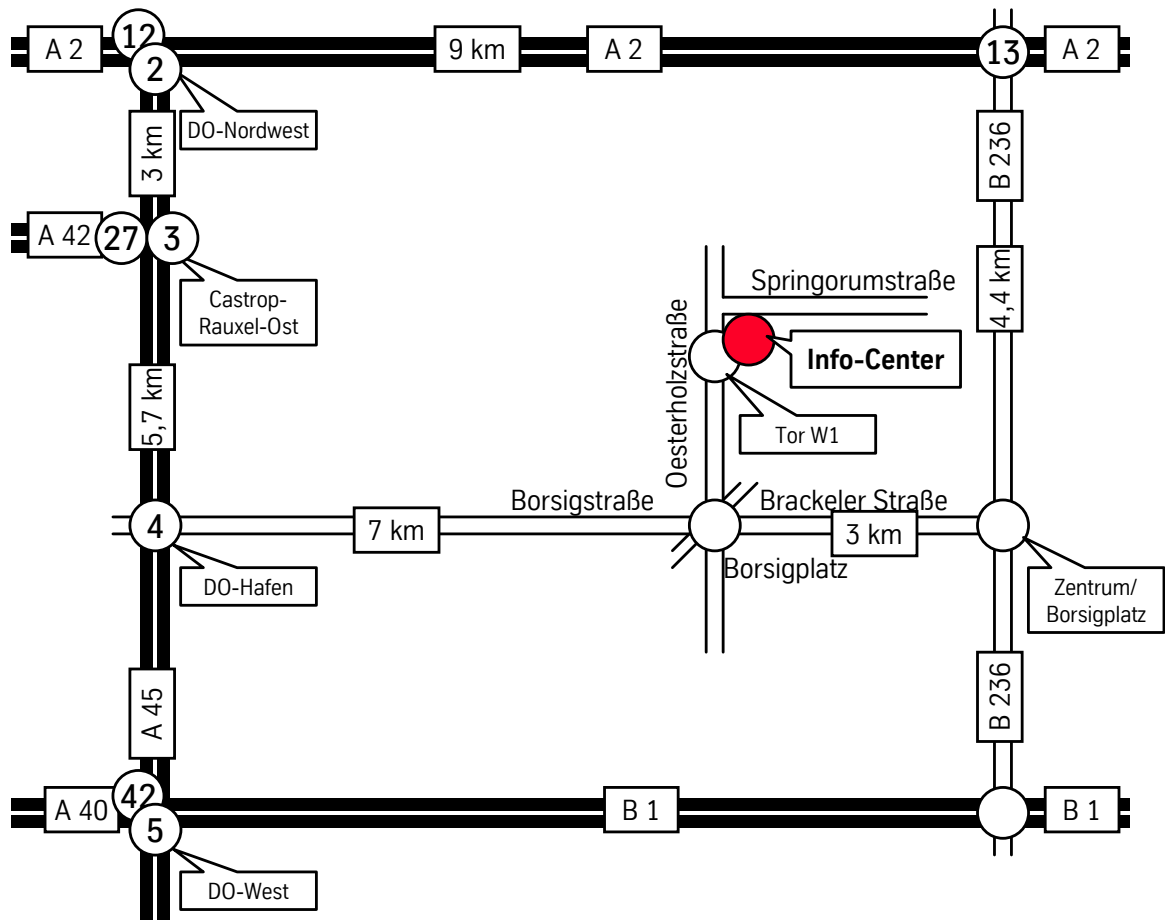 A 2
12
9 km
A 2
13
A 2
2
DO-Nordwest
3 km
B 236
A 42
27
3
Castrop-
Rauxel-Ost
4,4 km
Springorumstraße
Oesterholzstraße
Info-Center
5,7 km
Tor W1
Borsigstraße
Brackeler Straße
4
7 km
3 km
Borsigplatz
DO-Hafen
Zentrum/
Borsigplatz
A 45
B 236
A 40
42
5
B 1
B 1
DO-West